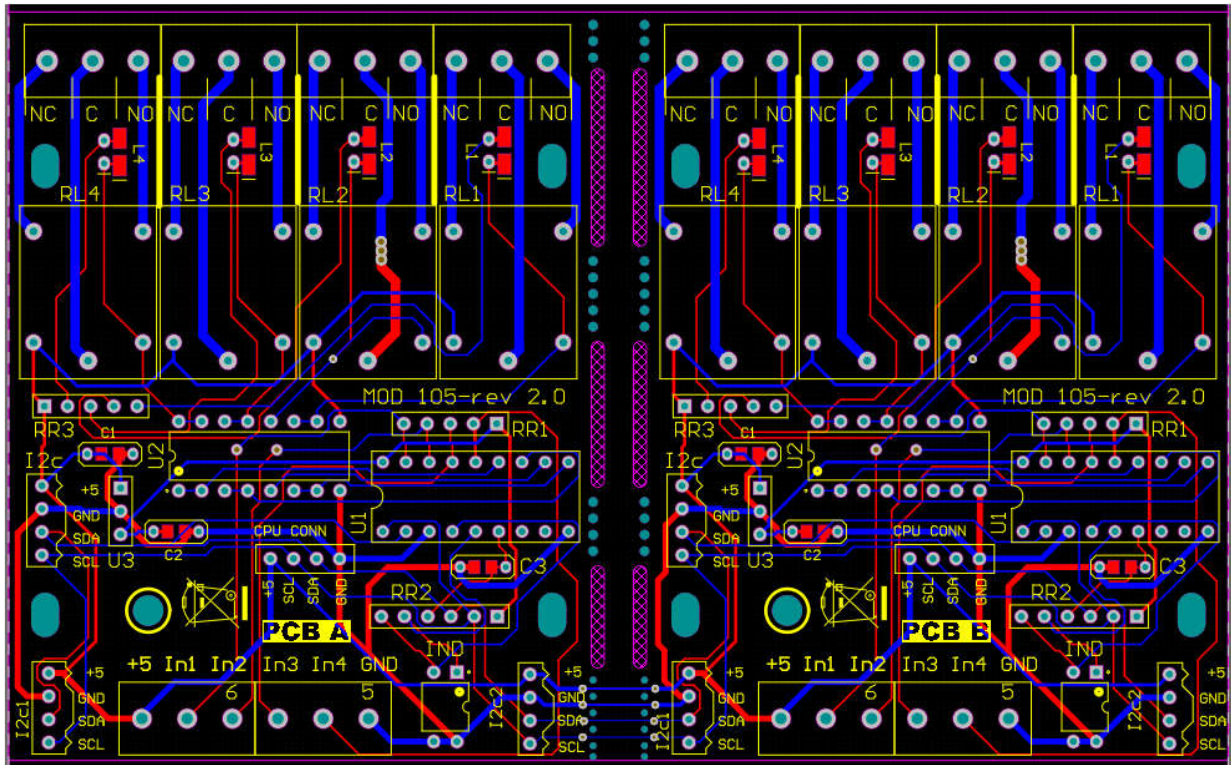 NC C NO NC C NO NC C NO NC C NO
NC C NO NC C NO NC C NO NC C NO
L4 L3 L2 L1
L4 L3 L2 L1
RL4 RL3 RL2 RL1
RL4 RL3 RL2 RL1
MOD 105-rev 2.0
MOD 105-rev 2.0
RR3 RR1
RR3 RR1
C1 U2
C1 U2
I2c
I2c
+5
GND
SDA
SCL
U3
+5
GND
SDA
SCL
U3
C2
C2
U1
U1
CPU CONN
CPU CONN
+5 SCL SDA GND
+5 SCL SDA GND
C3
C3
RR2
RR2
PCB A
PCB B
IND
IND
+5 In1 In2 In3 In4 GND
+5 In1 In2 In3 In4 GND
6 5
6 5
I2c1
+5
GND
SDA
SCL
I2c2
+5
GND
SDA
SCL
I2c1
+5
GND
SDA
SCL
I2c2
+5
GND
SDA
SCL